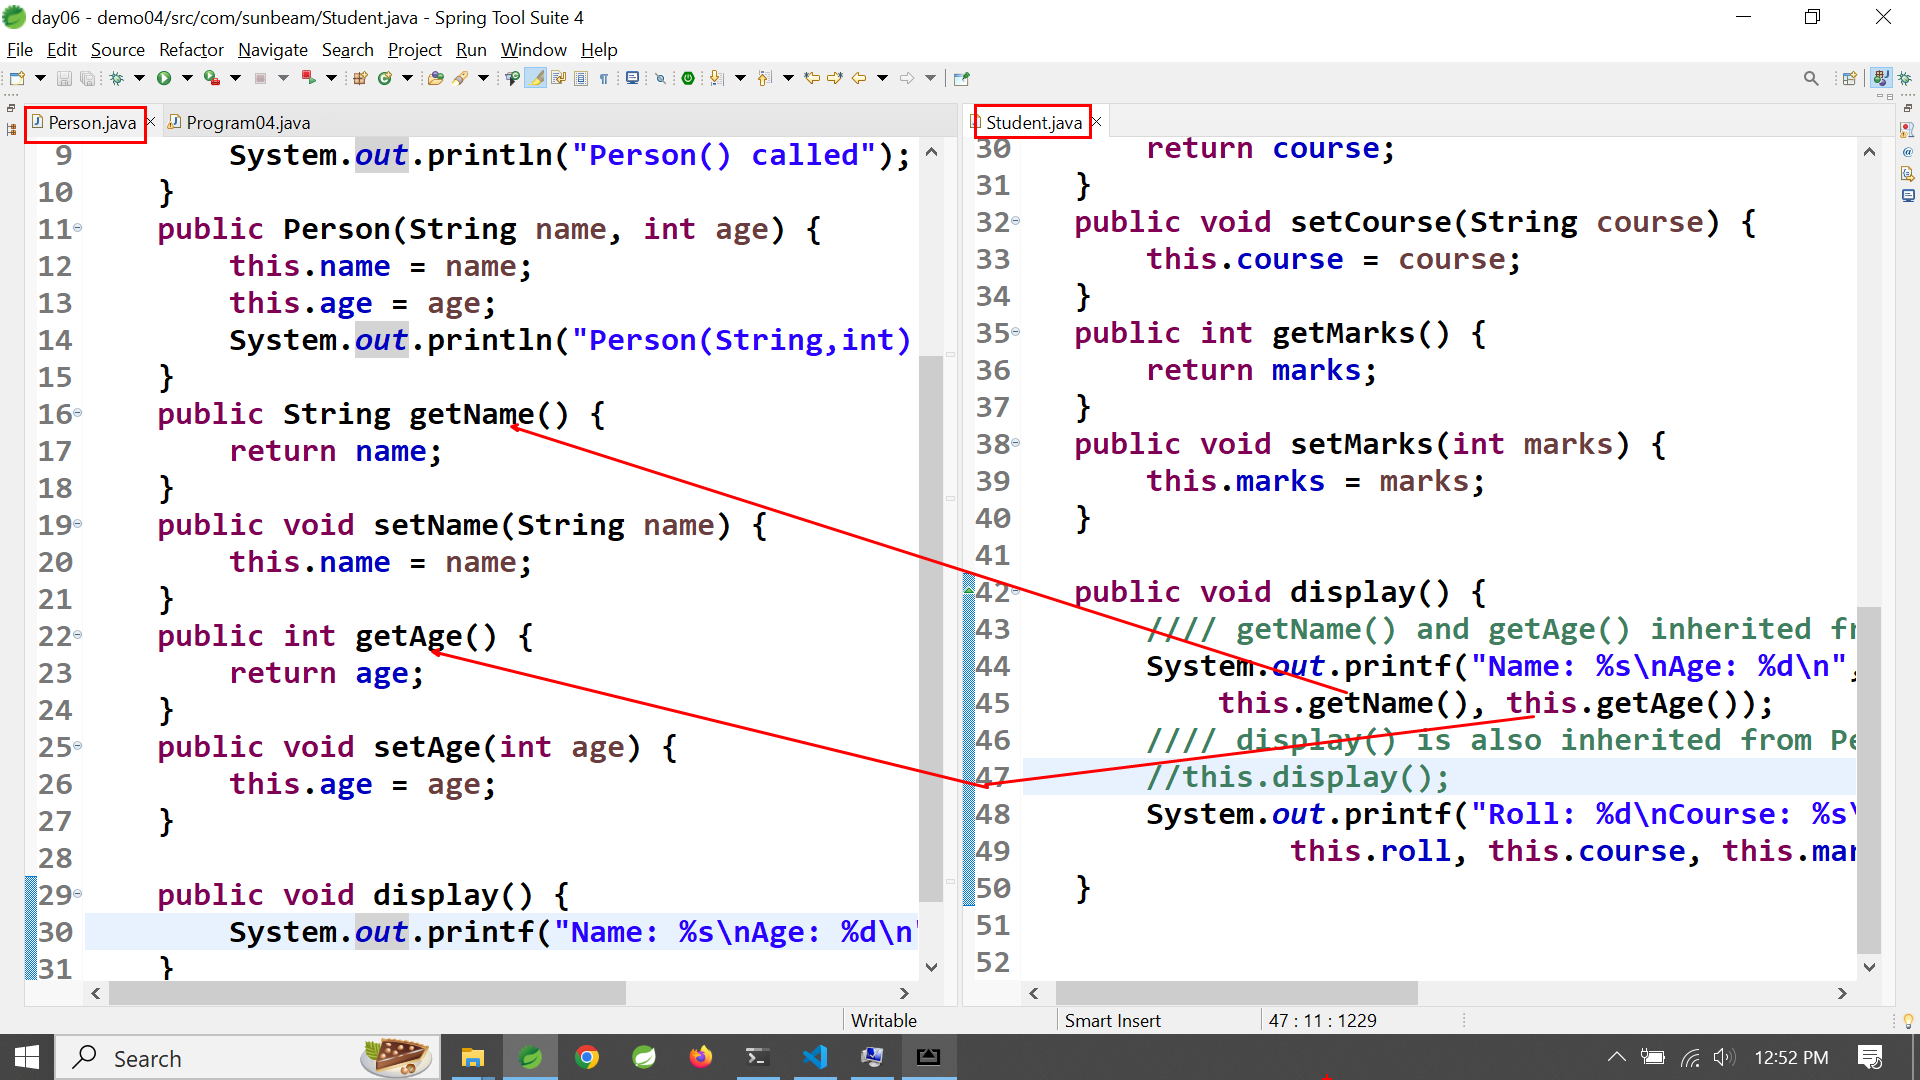 day06 - demo04/src/com/sunbeam/Student.java - Spring Tool Suite 4
File Edit Source Refactor Navigate Search Project Run Window Help
Person.java
Program04.java
9 System.out.println("Person() called");
10 }
11 public Person(String name, int age) {
12 this.name = name;
13 this.age = age;
14 System.out.println("Person(String,int)
15 }
16 public String getName() {
17 return name;
18 }
19 public void setName(String name) {
20 this.name = name;
21 }
22 public int getAge() {
23 return age;
24 }
25 public void setAge(int age) {
26 this.age = age;
27 }
28
29 public void display() {
30 System.out.printf("Name: %s\nAge: %d\n"
31 }
Student.java
30 return course;
31 }
32 public void setCourse(String course) {
33 this.course = course;
34 }
35 public int getMarks() {
36 return marks;
37 }
38 public void setMarks(int marks) {
39 this.marks = marks;
40 }
41
42 public void display() {
43 //// getName() and getAge() inherited fr
44 System.out.printf("Name: %s\nAge: %d\n",
45 this.getName(), this.getAge());
46 //// display() is also inherited from Pe
47 //this.display();
48 System.out.printf("Roll: %d\nCourse: %s\
49 this.roll, this.course, this.mar
50 }
51
52
Writable
Smart Insert
47 : 11 : 1229
Search
12:52 PM